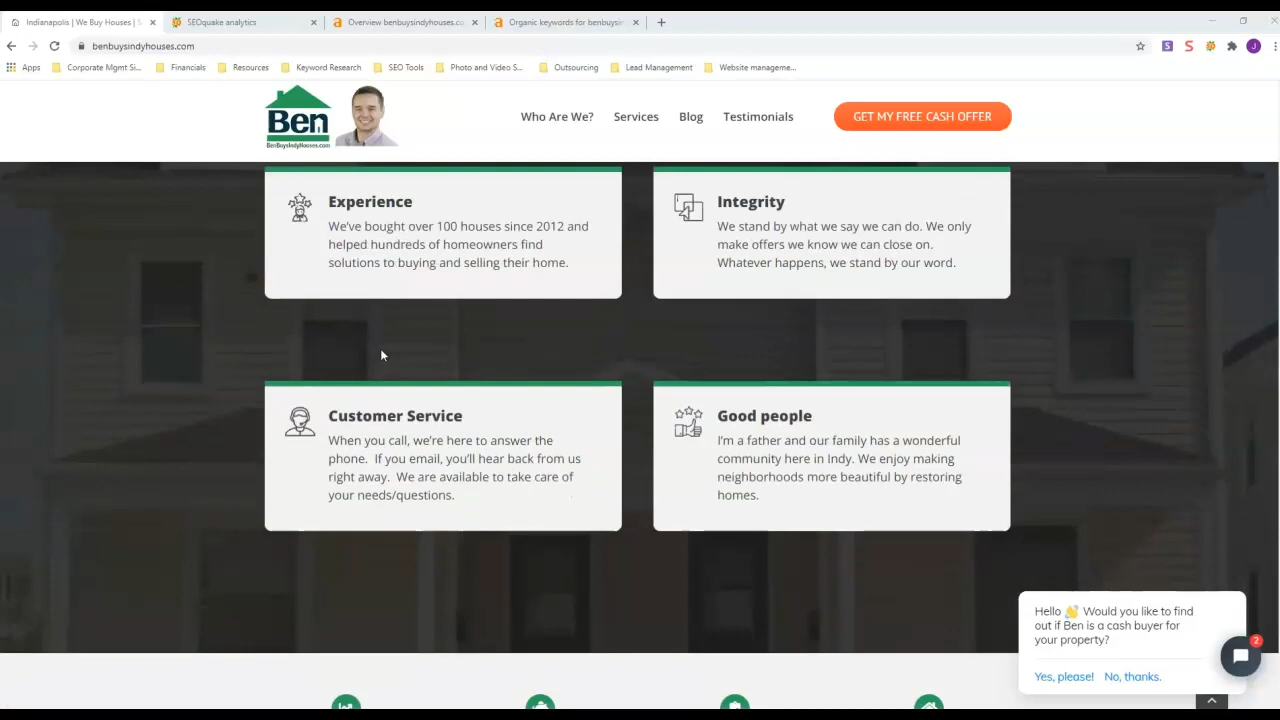 Indianapolis | We Buy Houses | S
SEOquake analytics
Overview benbuysindyhouses.co
Organic keywords for benbuysin
benbuysindyhouses.com
Apps
Corporate Mgmt Si...
Financials
Resources
Keyword Research
SEO Tools
Photo and Video S...
Outsourcing
Lead Management
Website manageme...
Ben
BenBuysIndyHouses.com
Who Are We?
Services
Blog
Testimonials
GET MY FREE CASH OFFER
Experience
We've bought over 100 houses since 2012 and
helped hundreds of homeowners find
solutions to buying and selling their home.
Integrity
We stand by what we say we can do. We only
make offers we know we can close on.
Whatever happens, we stand by our word.
Customer Service
When you call, we're here to answer the
phone. If you email, you'll hear back from us
right away. We are available to take care of
your needs/questions.
Good people
I'm a father and our family has a wonderful
community here in Indy. We enjoy making
neighborhoods more beautiful by restoring
homes.
Hello 👋 Would you like to find
out if Ben is a cash buyer for
your property?
Yes, please! No, thanks.
2
J
S
S